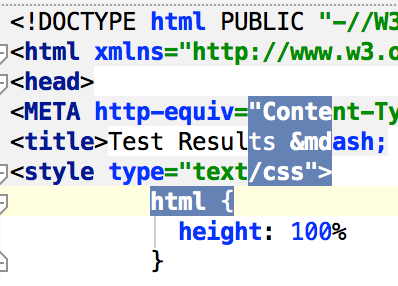 <!DOCTYPE html PUBLIC "-//W3
<html xmlns="http://www.w3.o
<head>
<META http-equiv="Content-Ty
<title>Test Results &mdash;
<style type="text/css">
html {
height: 100%
}